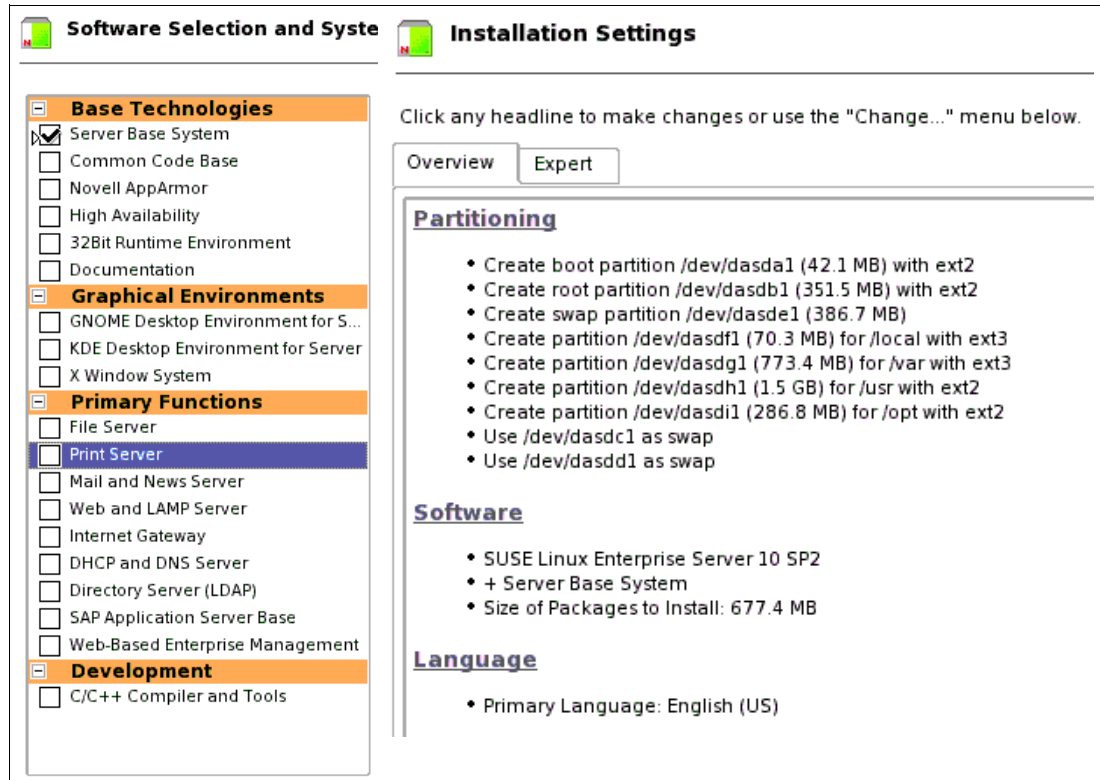 Software Selection and Syste
Base Technologies
Server Base System
Common Code Base
Novell AppArmor
High Availability
32Bit Runtime Environment
Documentation
Graphical Environments
GNOME Desktop Environment for S...
KDE Desktop Environment for Server
X Window System
Primary Functions
File Server
Print Server
Mail and News Server
Web and LAMP Server
Internet Gateway
DHCP and DNS Server
Directory Server (LDAP)
SAP Application Server Base
Web-Based Enterprise Management
Development
C/C++ Compiler and Tools
Installation Settings
Click any headline to make changes or use the "Change..." menu below.
Overview
Expert
Partitioning
• Create boot partition /dev/dasda1 (42.1 MB) with ext2
• Create root partition /dev/dasdb1 (351.5 MB) with ext2
• Create swap partition /dev/dasde1 (386.7 MB)
• Create partition /dev/dasdf1 (70.3 MB) for /local with ext3
• Create partition /dev/dasdg1 (773.4 MB) for /var with ext3
• Create partition /dev/dasdh1 (1.5 GB) for /usr with ext2
• Create partition /dev/dasdi1 (286.8 MB) for /opt with ext2
• Use /dev/dasdc1 as swap
• Use /dev/dasdd1 as swap
Software
• SUSE Linux Enterprise Server 10 SP2
• + Server Base System
• Size of Packages to Install: 677.4 MB
Language
• Primary Language: English (US)